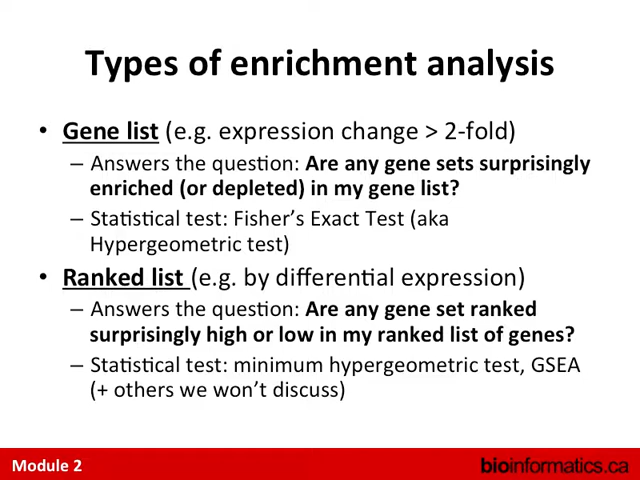 Types of enrichment analysis
• Gene list (e.g. expression change > 2-fold)
– Answers the question: Are any gene sets surprisingly
enriched (or depleted) in my gene list?
– Statistical test: Fisher's Exact Test (aka
Hypergeometric test)
• Ranked list (e.g. by differential expression)
– Answers the question: Are any gene set ranked
surprisingly high or low in my ranked list of genes?
– Statistical test: minimum hypergeometric test, GSEA
(+ others we won't discuss)
Module 2
bioinformatics.ca